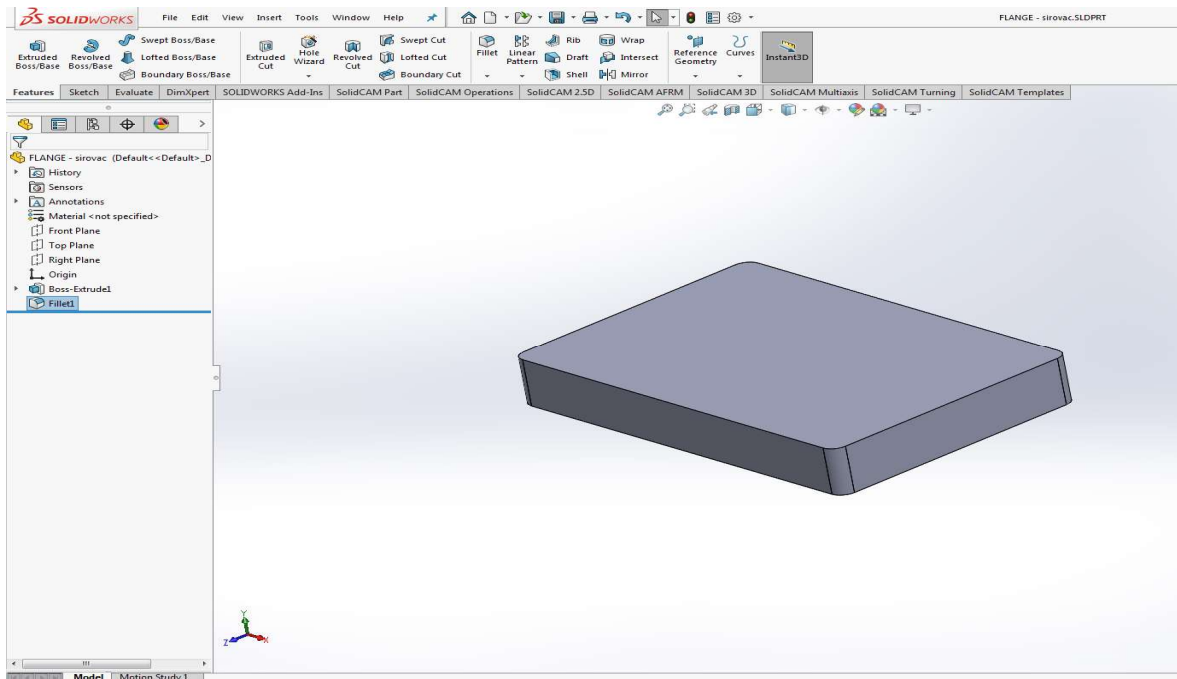 SOLIDWORKS File Edit View Insert Tools Window Help FLANGE - sirovac.SLDPRT
Extruded Boss/Base
Revolved Boss/Base
Swept Boss/Base
Lofted Boss/Base
Boundary Boss/Base
Extruded Cut
Hole Wizard
Revolved Cut
Swept Cut
Lofted Cut
Boundary Cut
Fillet
Linear Pattern
Rib
Draft
Shell
Wrap
Intersect
Mirror
Reference Geometry
Curves
Instant3D
Features Sketch Evaluate DimXpert SOLIDWORKS Add-Ins SolidCAM Part SolidCAM Operations SolidCAM 2.5D SolidCAM AFRM SolidCAM 3D SolidCAM Multiaxis SolidCAM Turning SolidCAM Templates
FLANGE - sirovac (Default<<Default>_D
History
Sensors
Annotations
Material <not specified>
Front Plane
Top Plane
Right Plane
Origin
Boss-Extrude1
Fillet1
Y
Z X
Model Motion Study 1